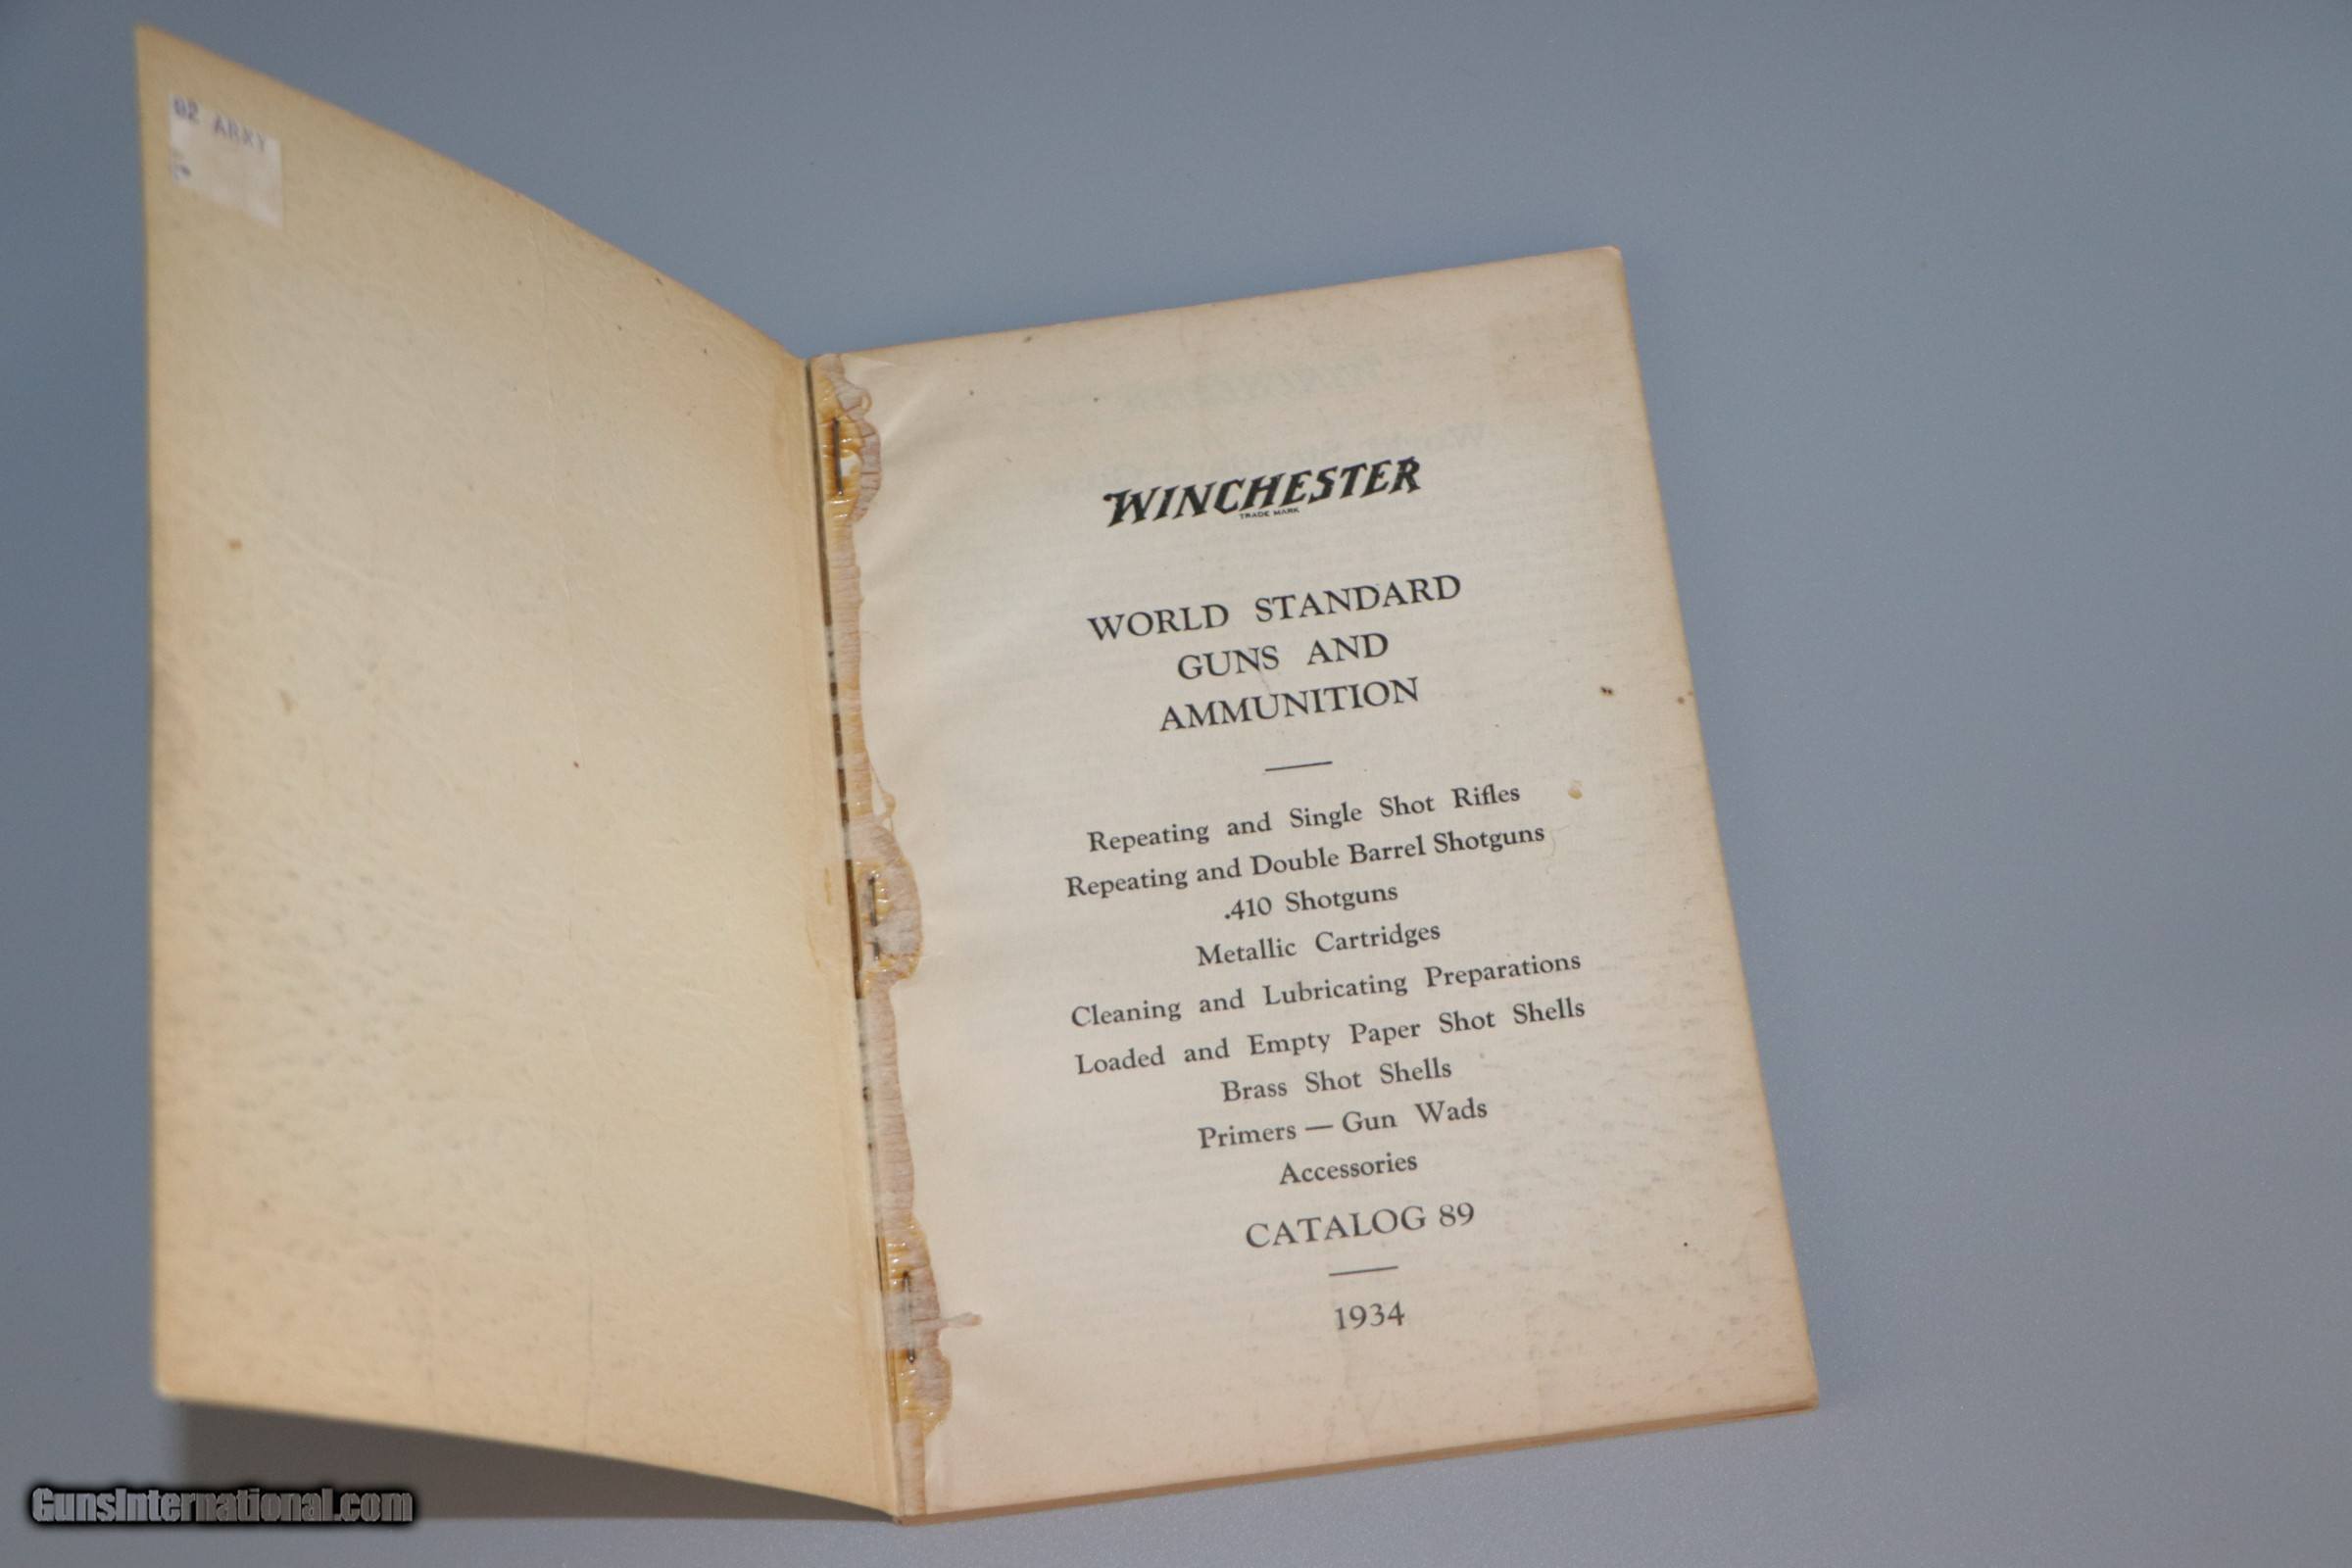 02 ARMY
WINCHESTER
TRADE MARK
WORLD STANDARD
GUNS AND
AMMUNITION
Repeating and Single Shot Rifles
Repeating and Double Barrel Shotguns
.410 Shotguns
Metallic Cartridges
Cleaning and Lubricating Preparations
Loaded and Empty Paper Shot Shells
Brass Shot Shells
Primers — Gun Wads
Accessories
CATALOG 89
1934
GunsInternational.com